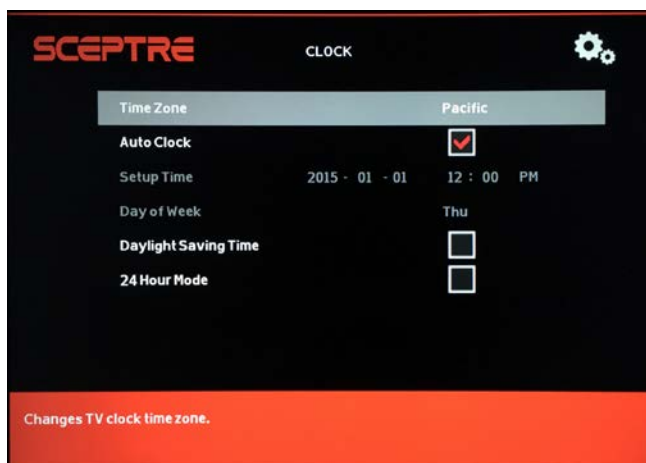 SCEPTRE
CLOCK
Time Zone Pacific
Auto Clock
Setup Time 2015 - 01 - 01 12 : 00 PM
Day of Week Thu
Daylight Saving Time
24 Hour Mode
Changes TV clock time zone.